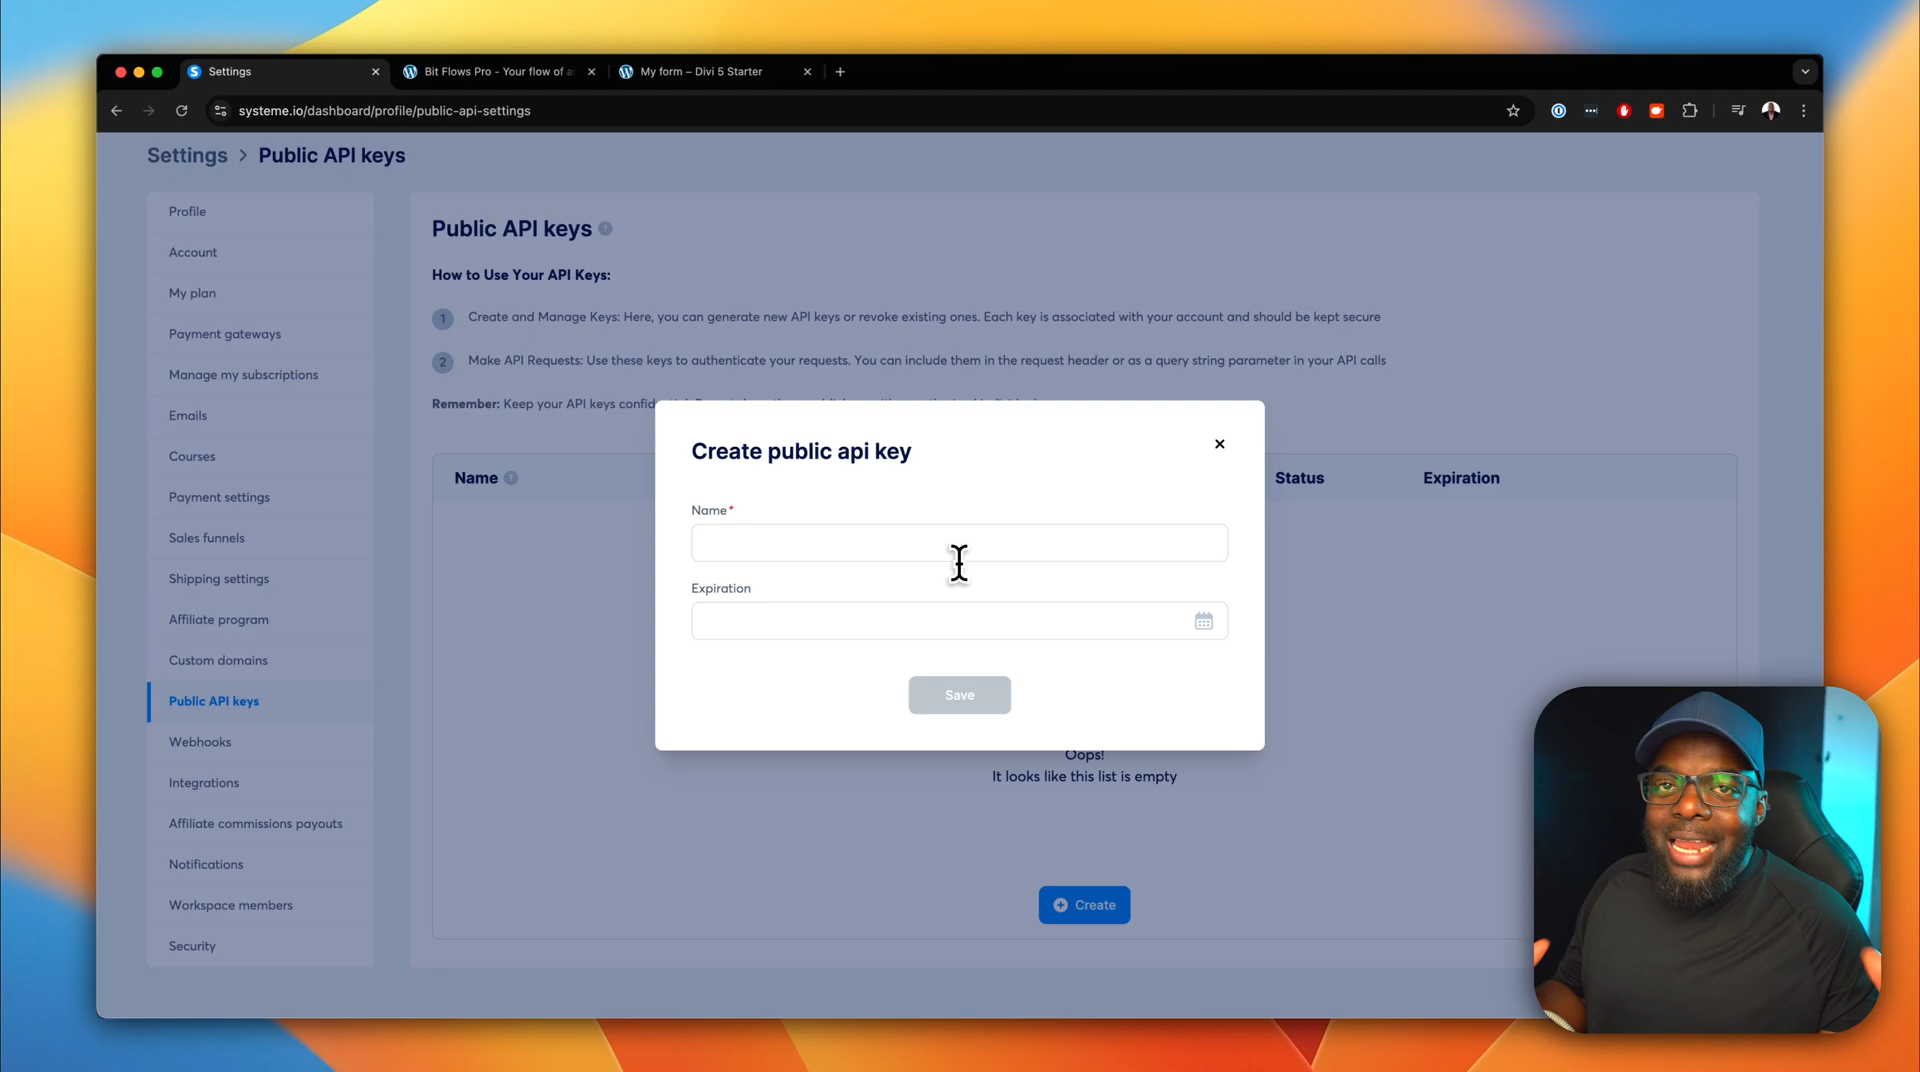 Settings
Bit Flows Pro - Your flow of a
My form – Divi 5 Starter
systeme.io/dashboard/profile/public-api-settings
Settings > Public API keys
Profile
Account
My plan
Payment gateways
Manage my subscriptions
Emails
Courses
Payment settings
Sales funnels
Shipping settings
Affiliate program
Custom domains
Public API keys
Webhooks
Integrations
Affiliate commissions payouts
Notifications
Workspace members
Security
Public API keys ?
How to Use Your API Keys:
1 Create and Manage Keys: Here, you can generate new API keys or revoke existing ones. Each key is associated with your account and should be kept secure
2 Make API Requests: Use these keys to authenticate your requests. You can include them in the request header or as a query string parameter in your API calls
Remember: Keep your API keys confid
Name ?
Status
Expiration
Create public api key
Name*
Expiration
Save
Oops!
It looks like this list is empty
Create